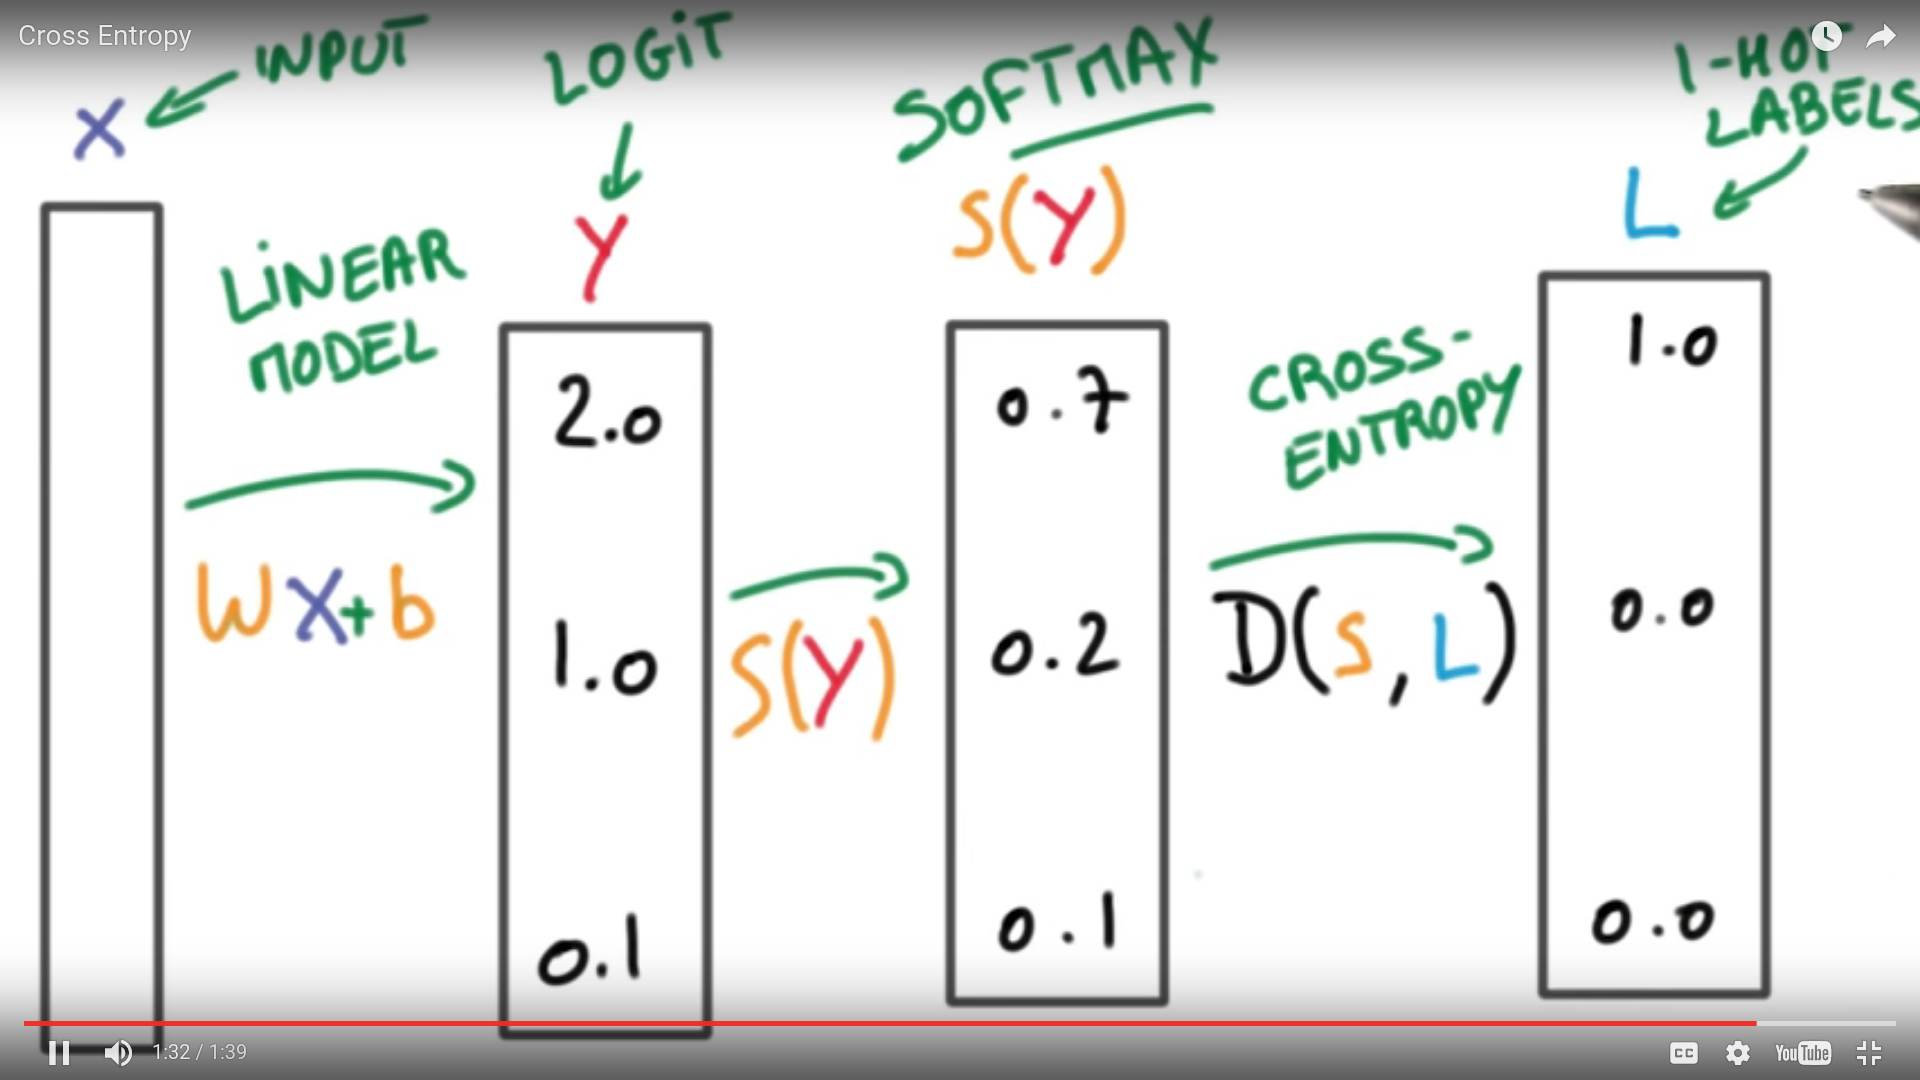 Cross Entropy
INPUT
X
LINEAR
MODEL
WX+b
LOGIT
Y
2.0
1.0
0.1
S(Y)
SOFTMAX
S(Y)
0.7
0.2
0.1
CROSS-
ENTROPY
D(S, L)
1-HOT
LABELS
L
1.0
0.0
0.0
1:32 / 1:39
CC
YouTube